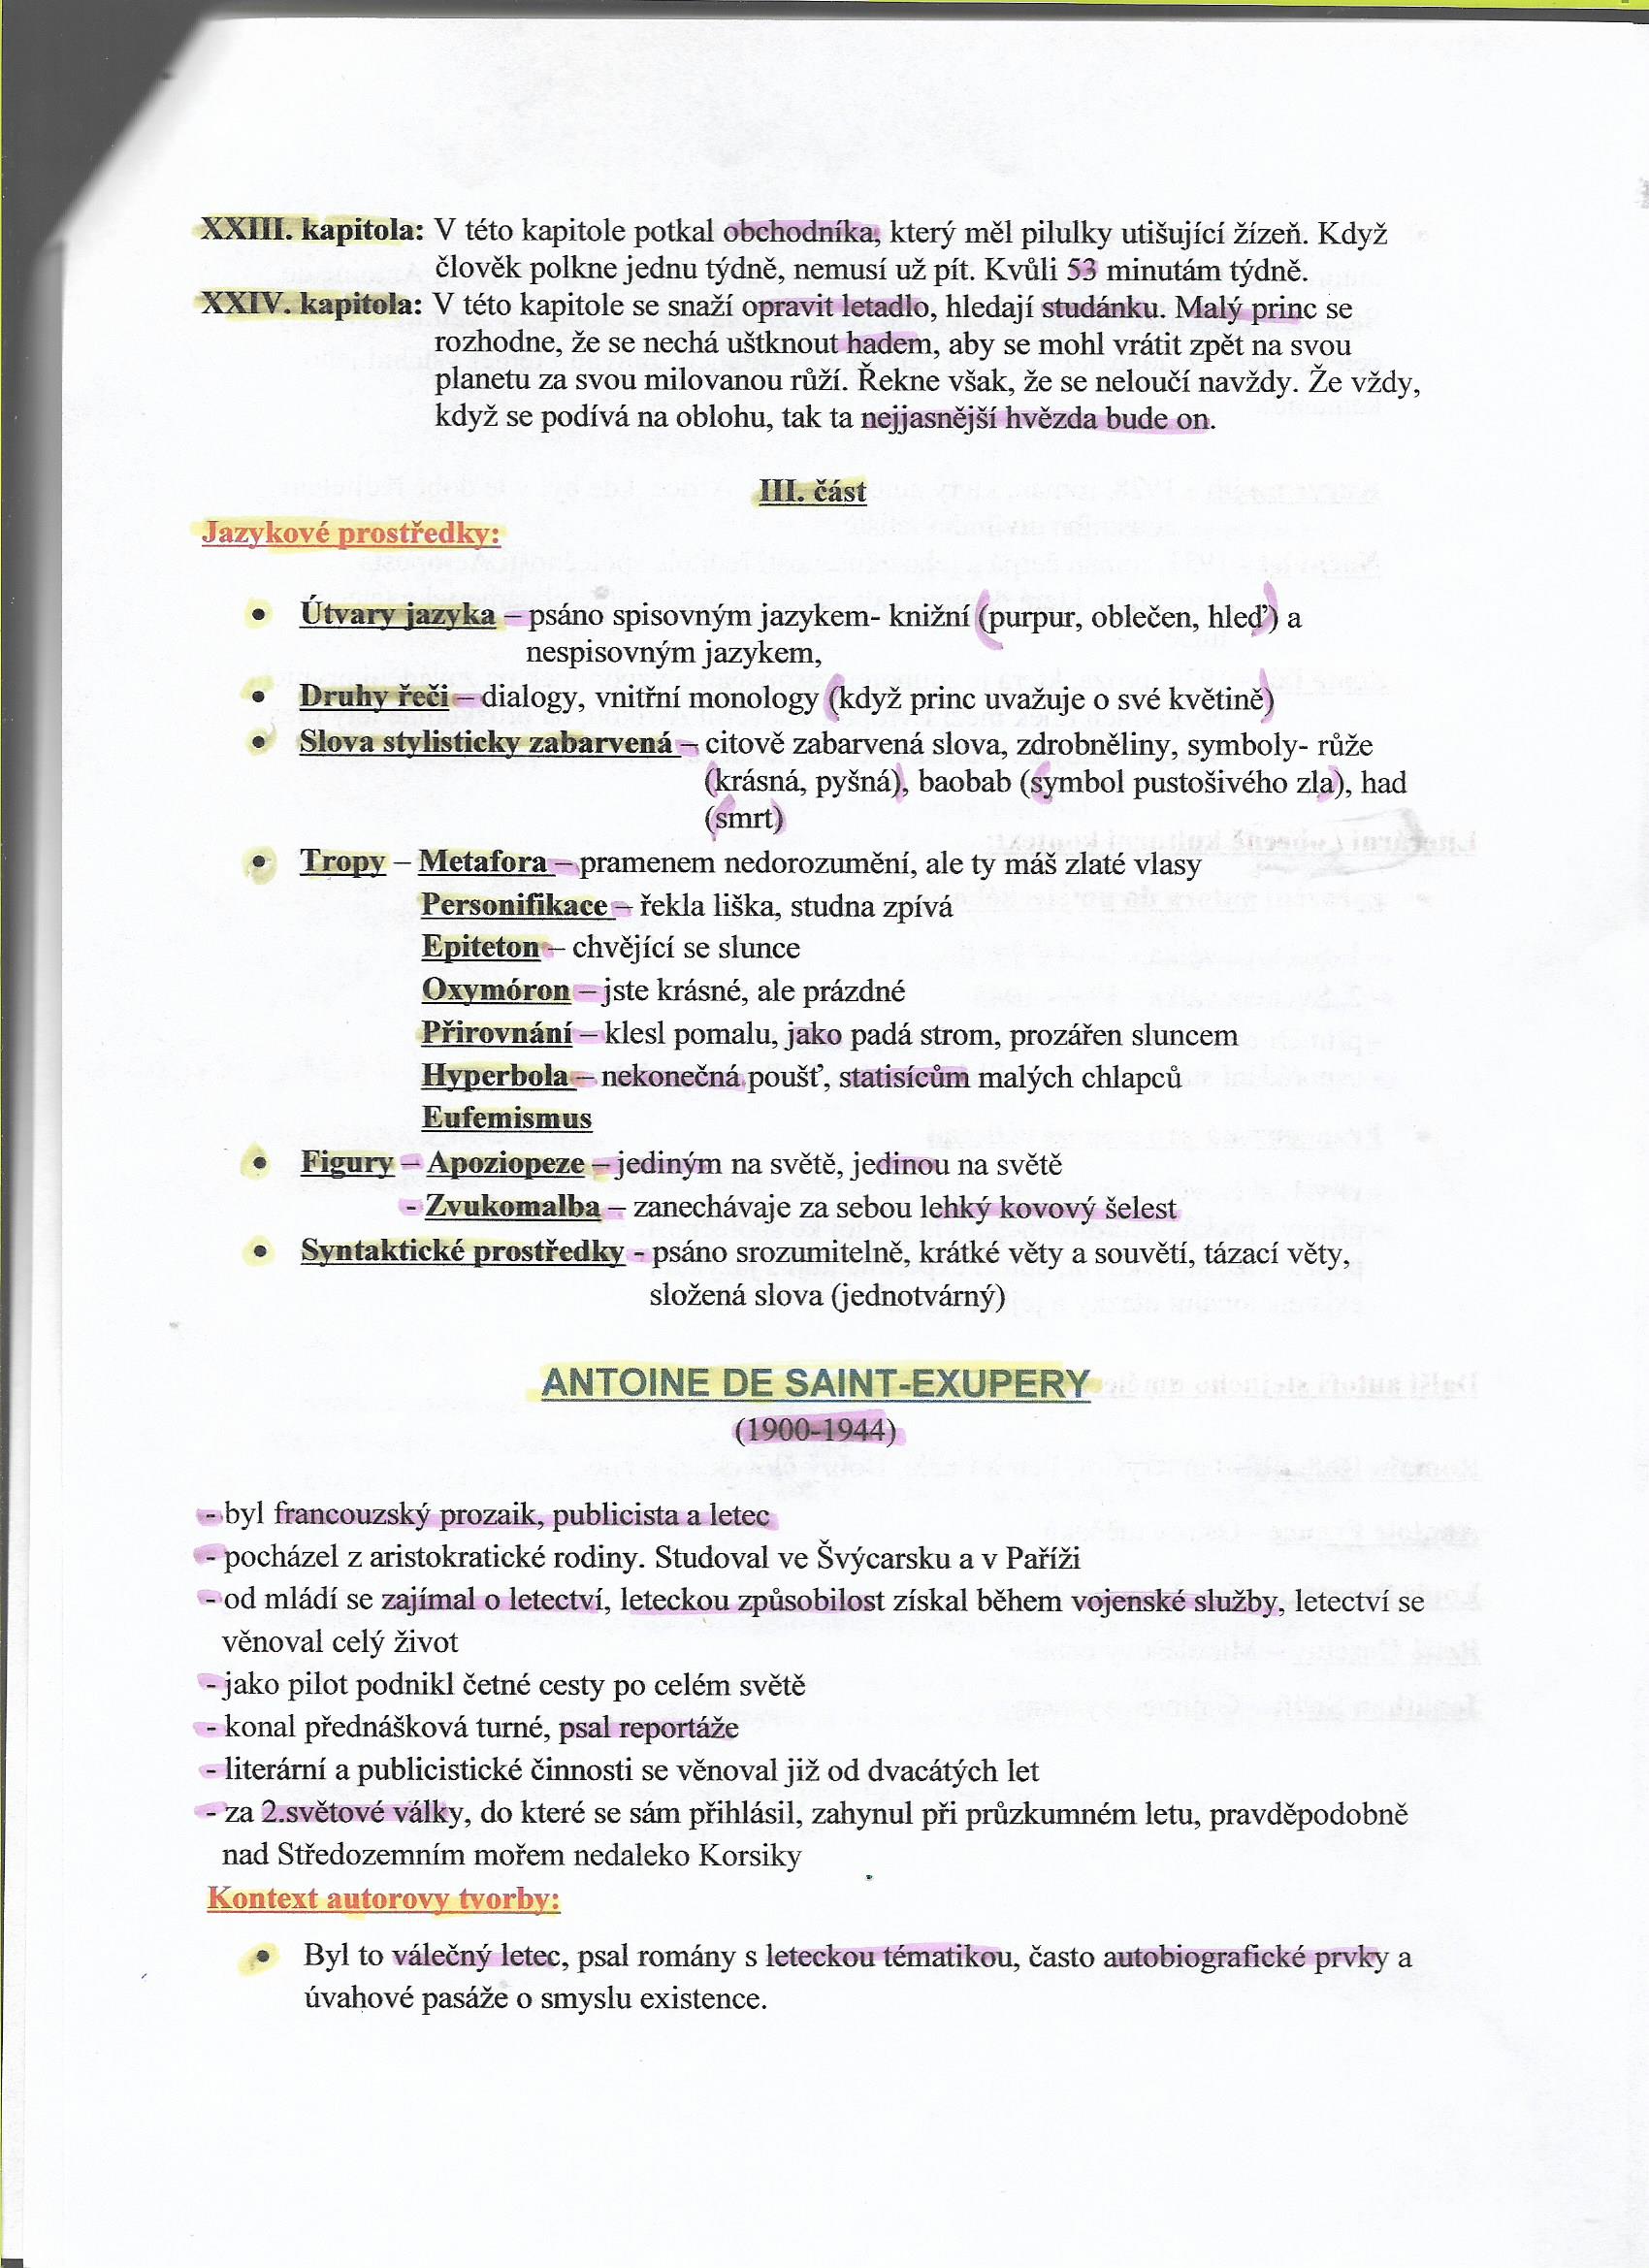 XXIII. kapitola: V této kapitole potkal obchodníka, který měl pilulky utišující žízeň. Když
člověk polkne jednu týdně, nemusí už pít. Kvůli 53 minutám týdně.
XXIV. kapitola: V této kapitole se snaží opravit letadlo, hledají studánku. Malý princ se
rozhodne, že se nechá uštknout hadem, aby se mohl vrátit zpět na svou
planetu za svou milovanou růží. Řekne však, že se neloučí navždy. Že vždy,
když se podívá na oblohu, tak ta nejjasnější hvězda bude on.
III. část
Jazykové prostředky:
• Útvary jazyka – psáno spisovným jazykem- knižní (purpur, oblečen, hleď) a
nespisovným jazykem,
• Druhy řeči – dialogy, vnitřní monology (když princ uvažuje o své květině)
• Slova stylisticky zabarvená – citově zabarvená slova, zdrobněliny, symboly- růže
(krásná, pyšná), baobab (symbol pustošivého zla), had
(smrt)
• Tropy – Metafora – pramenem nedorozumění, ale ty máš zlaté vlasy
Personifikace – řekla liška, studna zpívá
Epiteton – chvějící se slunce
Oxymóron – jste krásné, ale prázdné
Přirovnání – klesl pomalu, jako padá strom, prozářen sluncem
Hyperbola – nekonečná poušť, statisícům malých chlapců
Eufemismus
• Figury – Apoziopeze – jediným na světě, jedinou na světě
- Zvukomalba – zanechávaje za sebou lehký kovový šelest
• Syntaktické prostředky - psáno srozumitelně, krátké věty a souvětí, tázací věty,
složená slova (jednotvárný)
ANTOINE DE SAINT-EXUPERY
(1900-1944)
- byl francouzský prozaik, publicista a letec
- pocházel z aristokratické rodiny. Studoval ve Švýcarsku a v Paříži
- od mládí se zajímal o letectví, leteckou způsobilost získal během vojenské služby, letectví se
věnoval celý život
- jako pilot podnikl četné cesty po celém světě
- konal přednášková turné, psal reportáže
- literární a publicistické činnosti se věnoval již od dvacátých let
- za 2.světové války, do které se sám přihlásil, zahynul při průzkumném letu, pravděpodobně
nad Středozemním mořem nedaleko Korsiky
Kontext autorovy tvorby:
• Byl to válečný letec, psal romány s leteckou tématikou, často autobiografické prvky a
úvahové pasáže o smyslu existence.